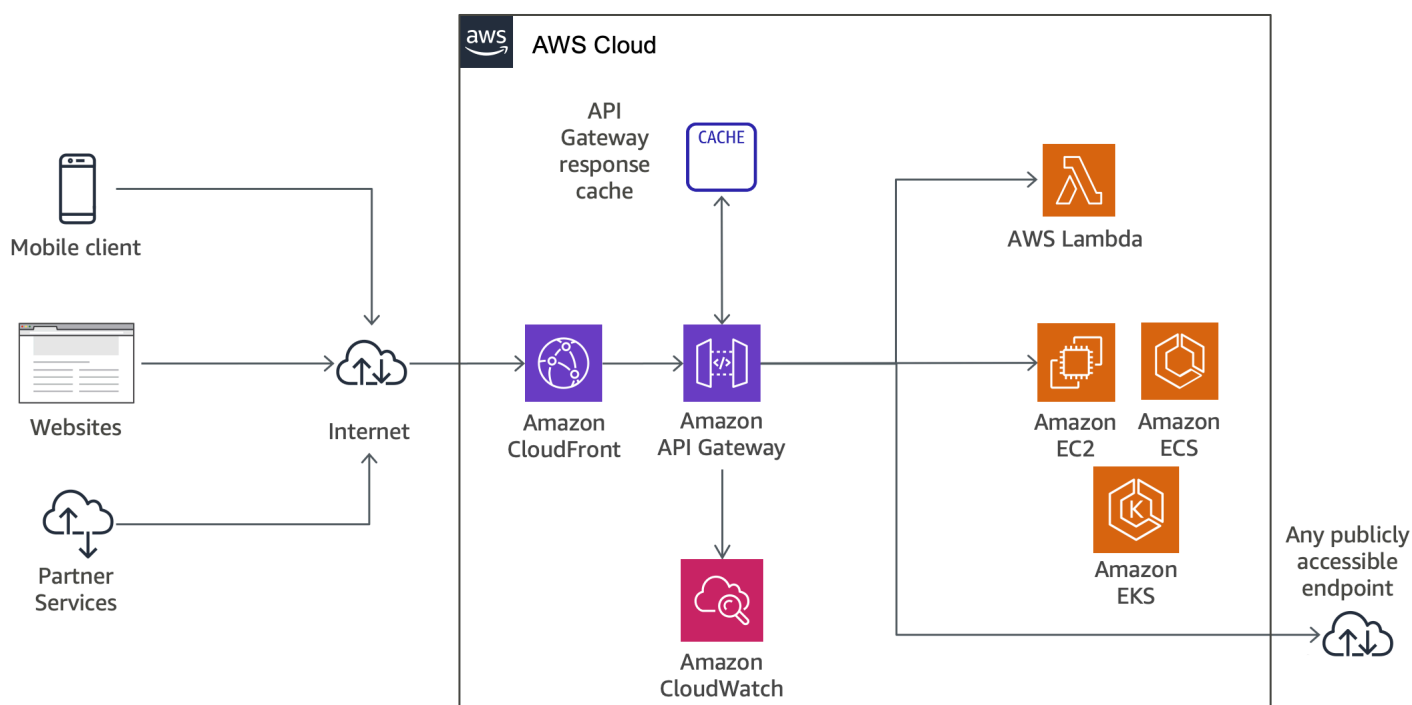 aws
AWS Cloud
API
Gateway
response
cache
CACHE
Mobile client
AWS Lambda
Websites
Internet
Amazon
CloudFront
Amazon
API Gateway
Amazon
EC2
Amazon
ECS
K
Amazon
EKS
Partner
Services
Any publicly
accessible
endpoint
Amazon
CloudWatch